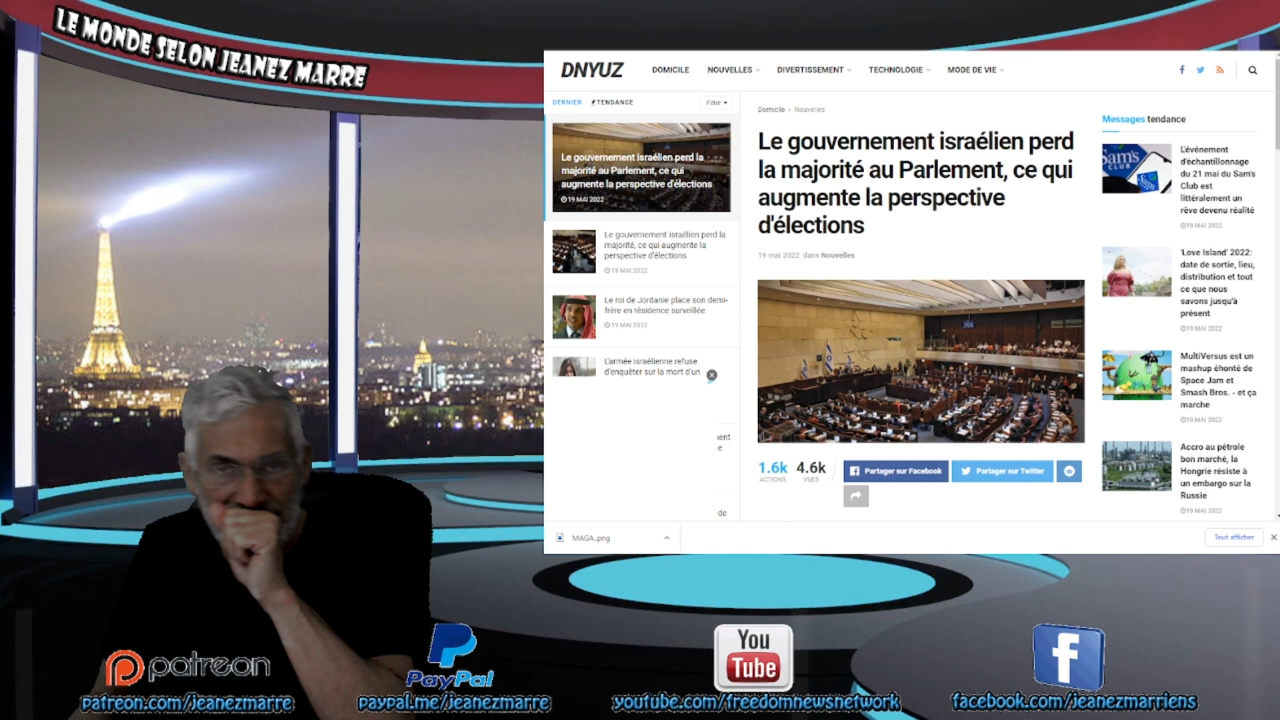 LE MONDE SELON JEANEZ MARRE
DNYUZ
DOMICILE
NOUVELLES
DIVERTISSEMENT
TECHNOLOGIE
MODE DE VIE
DERNIER
TENDANCE
Filtre
Le gouvernement israélien perd la
majorité au Parlement, ce qui
augmente la perspective d'élections
19 MAI 2022
Le gouvernement israélien perd la
majorité, ce qui augmente la
perspective d'élections
19 MAI 2022
Le roi de Jordanie place son demi-
frère en résidence surveillée
19 MAI 2022
L'armée israélienne refuse
d'enquêter sur la mort d'un
e
de
Domicile > Nouvelles
Le gouvernement israélien perd
la majorité au Parlement, ce qui
augmente la perspective
d'élections
19 mai 2022 dans Nouvelles
1.6k
ACTIONS
4.6k
VUES
Partager sur Facebook
Partager sur Twitter
Messages tendance
Sam's
CLUB
L'événement
d'échantillonnage
du 21 mai du Sam's
Club est
littéralement un
rêve devenu réalité
19 MAI 2022
'Love Island' 2022:
date de sortie, lieu,
distribution et tout
ce que nous
savons jusqu'à
présent
19 MAI 2022
MultiVersus est un
mashup éhonté de
Space Jam et
Smash Bros. - et ça
marche
19 MAI 2022
Accro au pétrole
bon marché, la
Hongrie résiste à
un embargo sur la
Russie
19 MAI 2022
MAGA.png
Tout afficher
patreon
patreon.com/jeanezmarre
PayPal
paypal.me/jeanezmarre
You
Tube
youtube.com/freedomnewsnetwork
f
facebook.com/jeanezmarriens